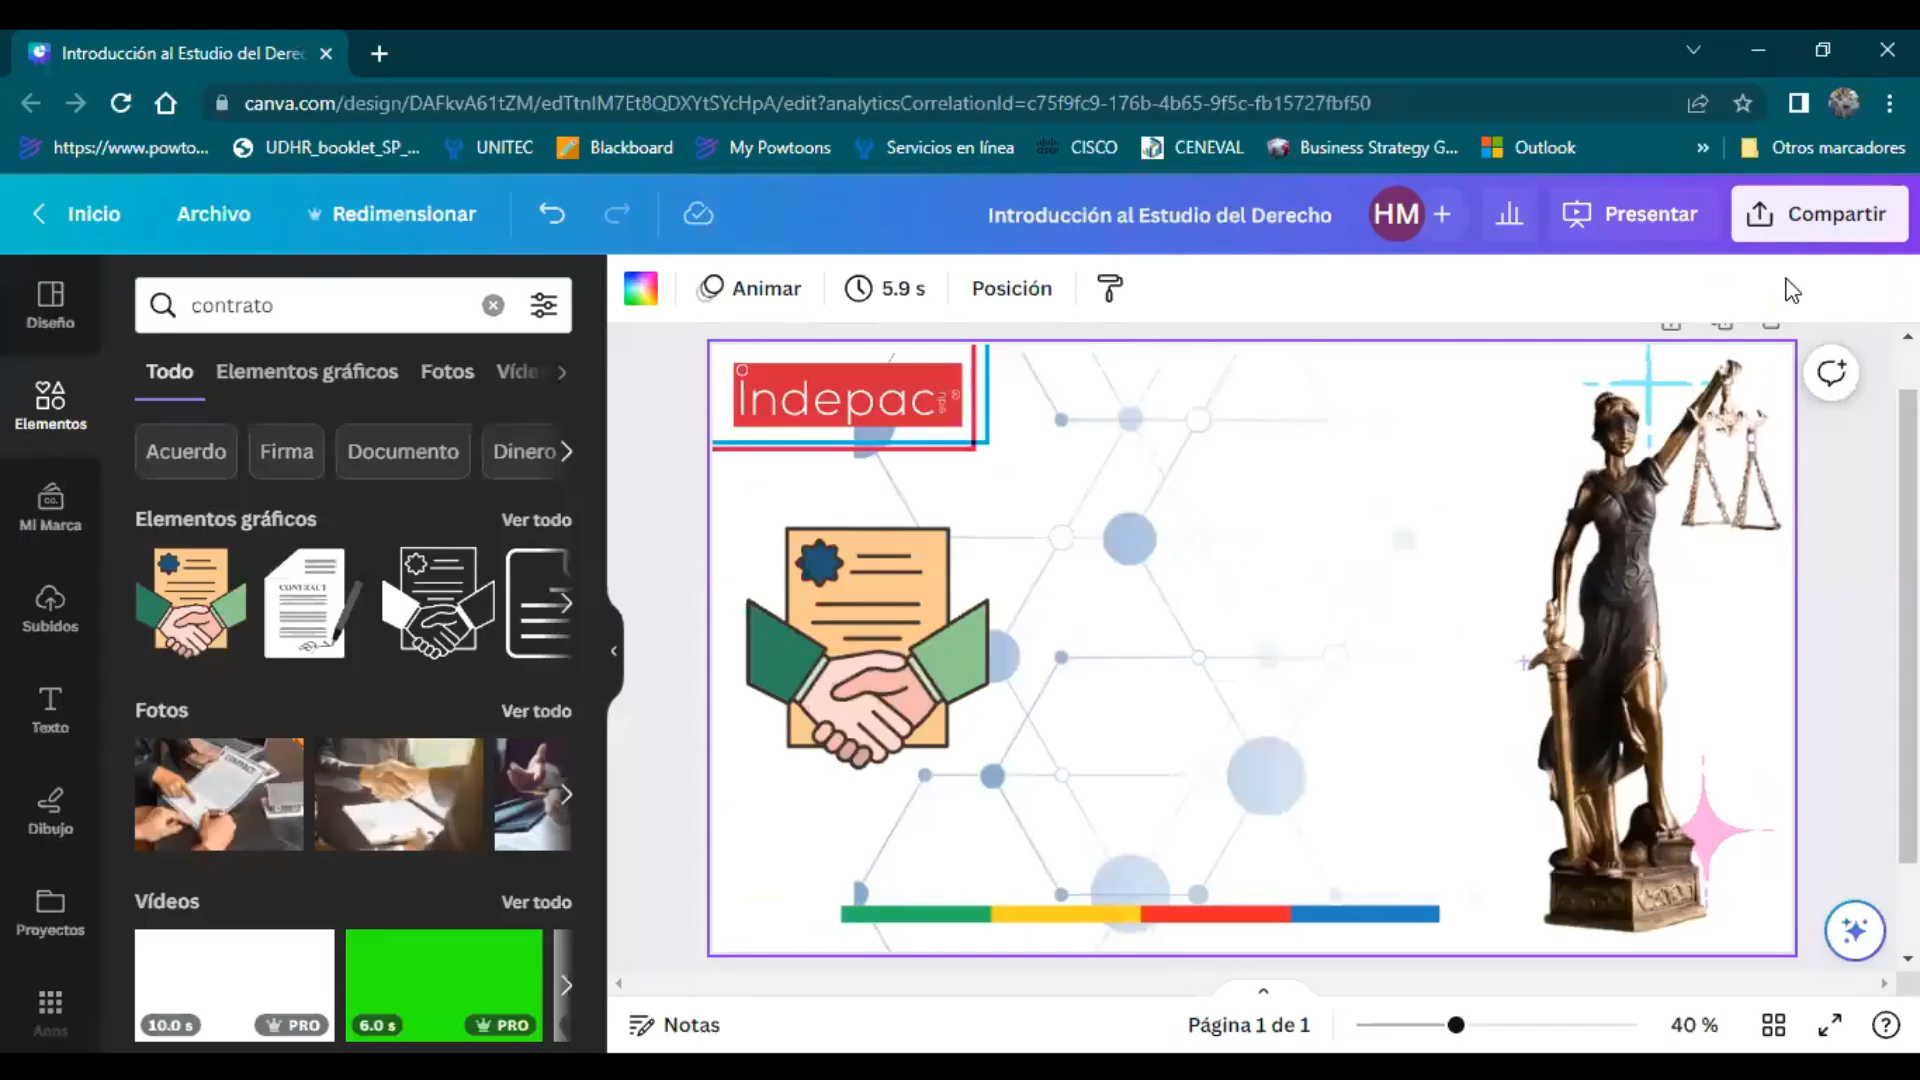 Introducción al Estudio del Derec
canva.com/design/DAFkvA61tZM/edTtnIM7Et8QDXYtSYcHpA/edit?analyticsCorrelationId=c75f9fc9-176b-4b65-9f5c-fb15727fbf50
https://www.powto... UDHR_booklet_SP_... UNITEC Blackboard My Powtoons Servicios en línea CISCO CENEVAL Business Strategy G... Outlook » Otros marcadores
Inicio Archivo Redimensionar Introducción al Estudio del Derecho HM + Presentar Compartir
Animar 5.9 s Posición
Diseño
Elementos
Mi Marca
Subidos
Texto
Dibujo
Proyectos
Apps
contrato
Todo Elementos gráficos Fotos Víde
Acuerdo Firma Documento Dinero
Elementos gráficos Ver todo
CONTRACT
Fotos Ver todo
Vídeos Ver todo
10.0 s PRO 6.0 s PRO
Indepac
Notas Página 1 de 1 40 %